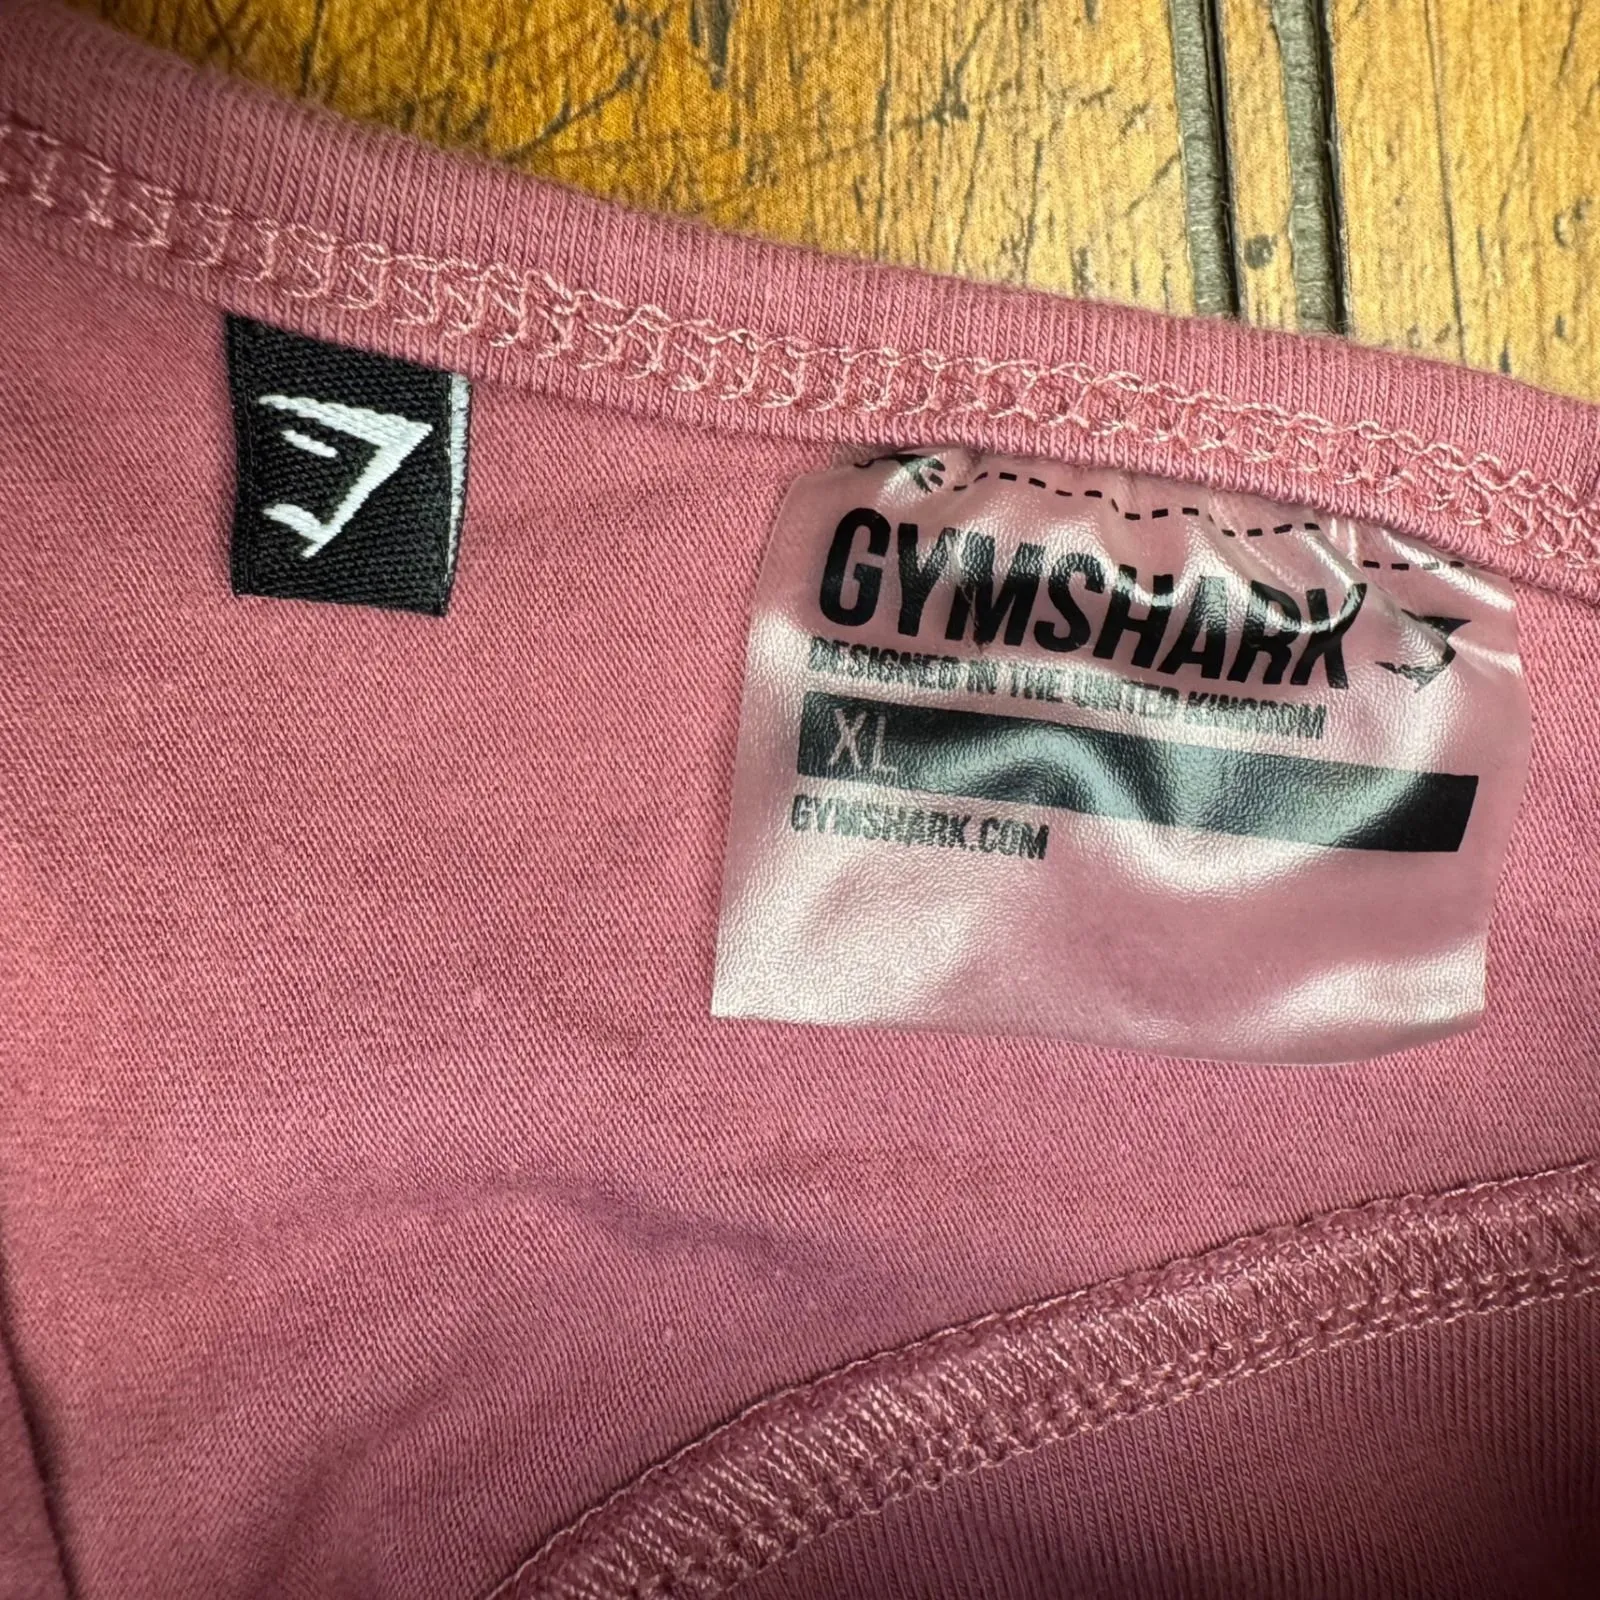 GYMSHARK
DESIGNED IN THE UNITED KINGDOM
XL
GYMSHARK.COM